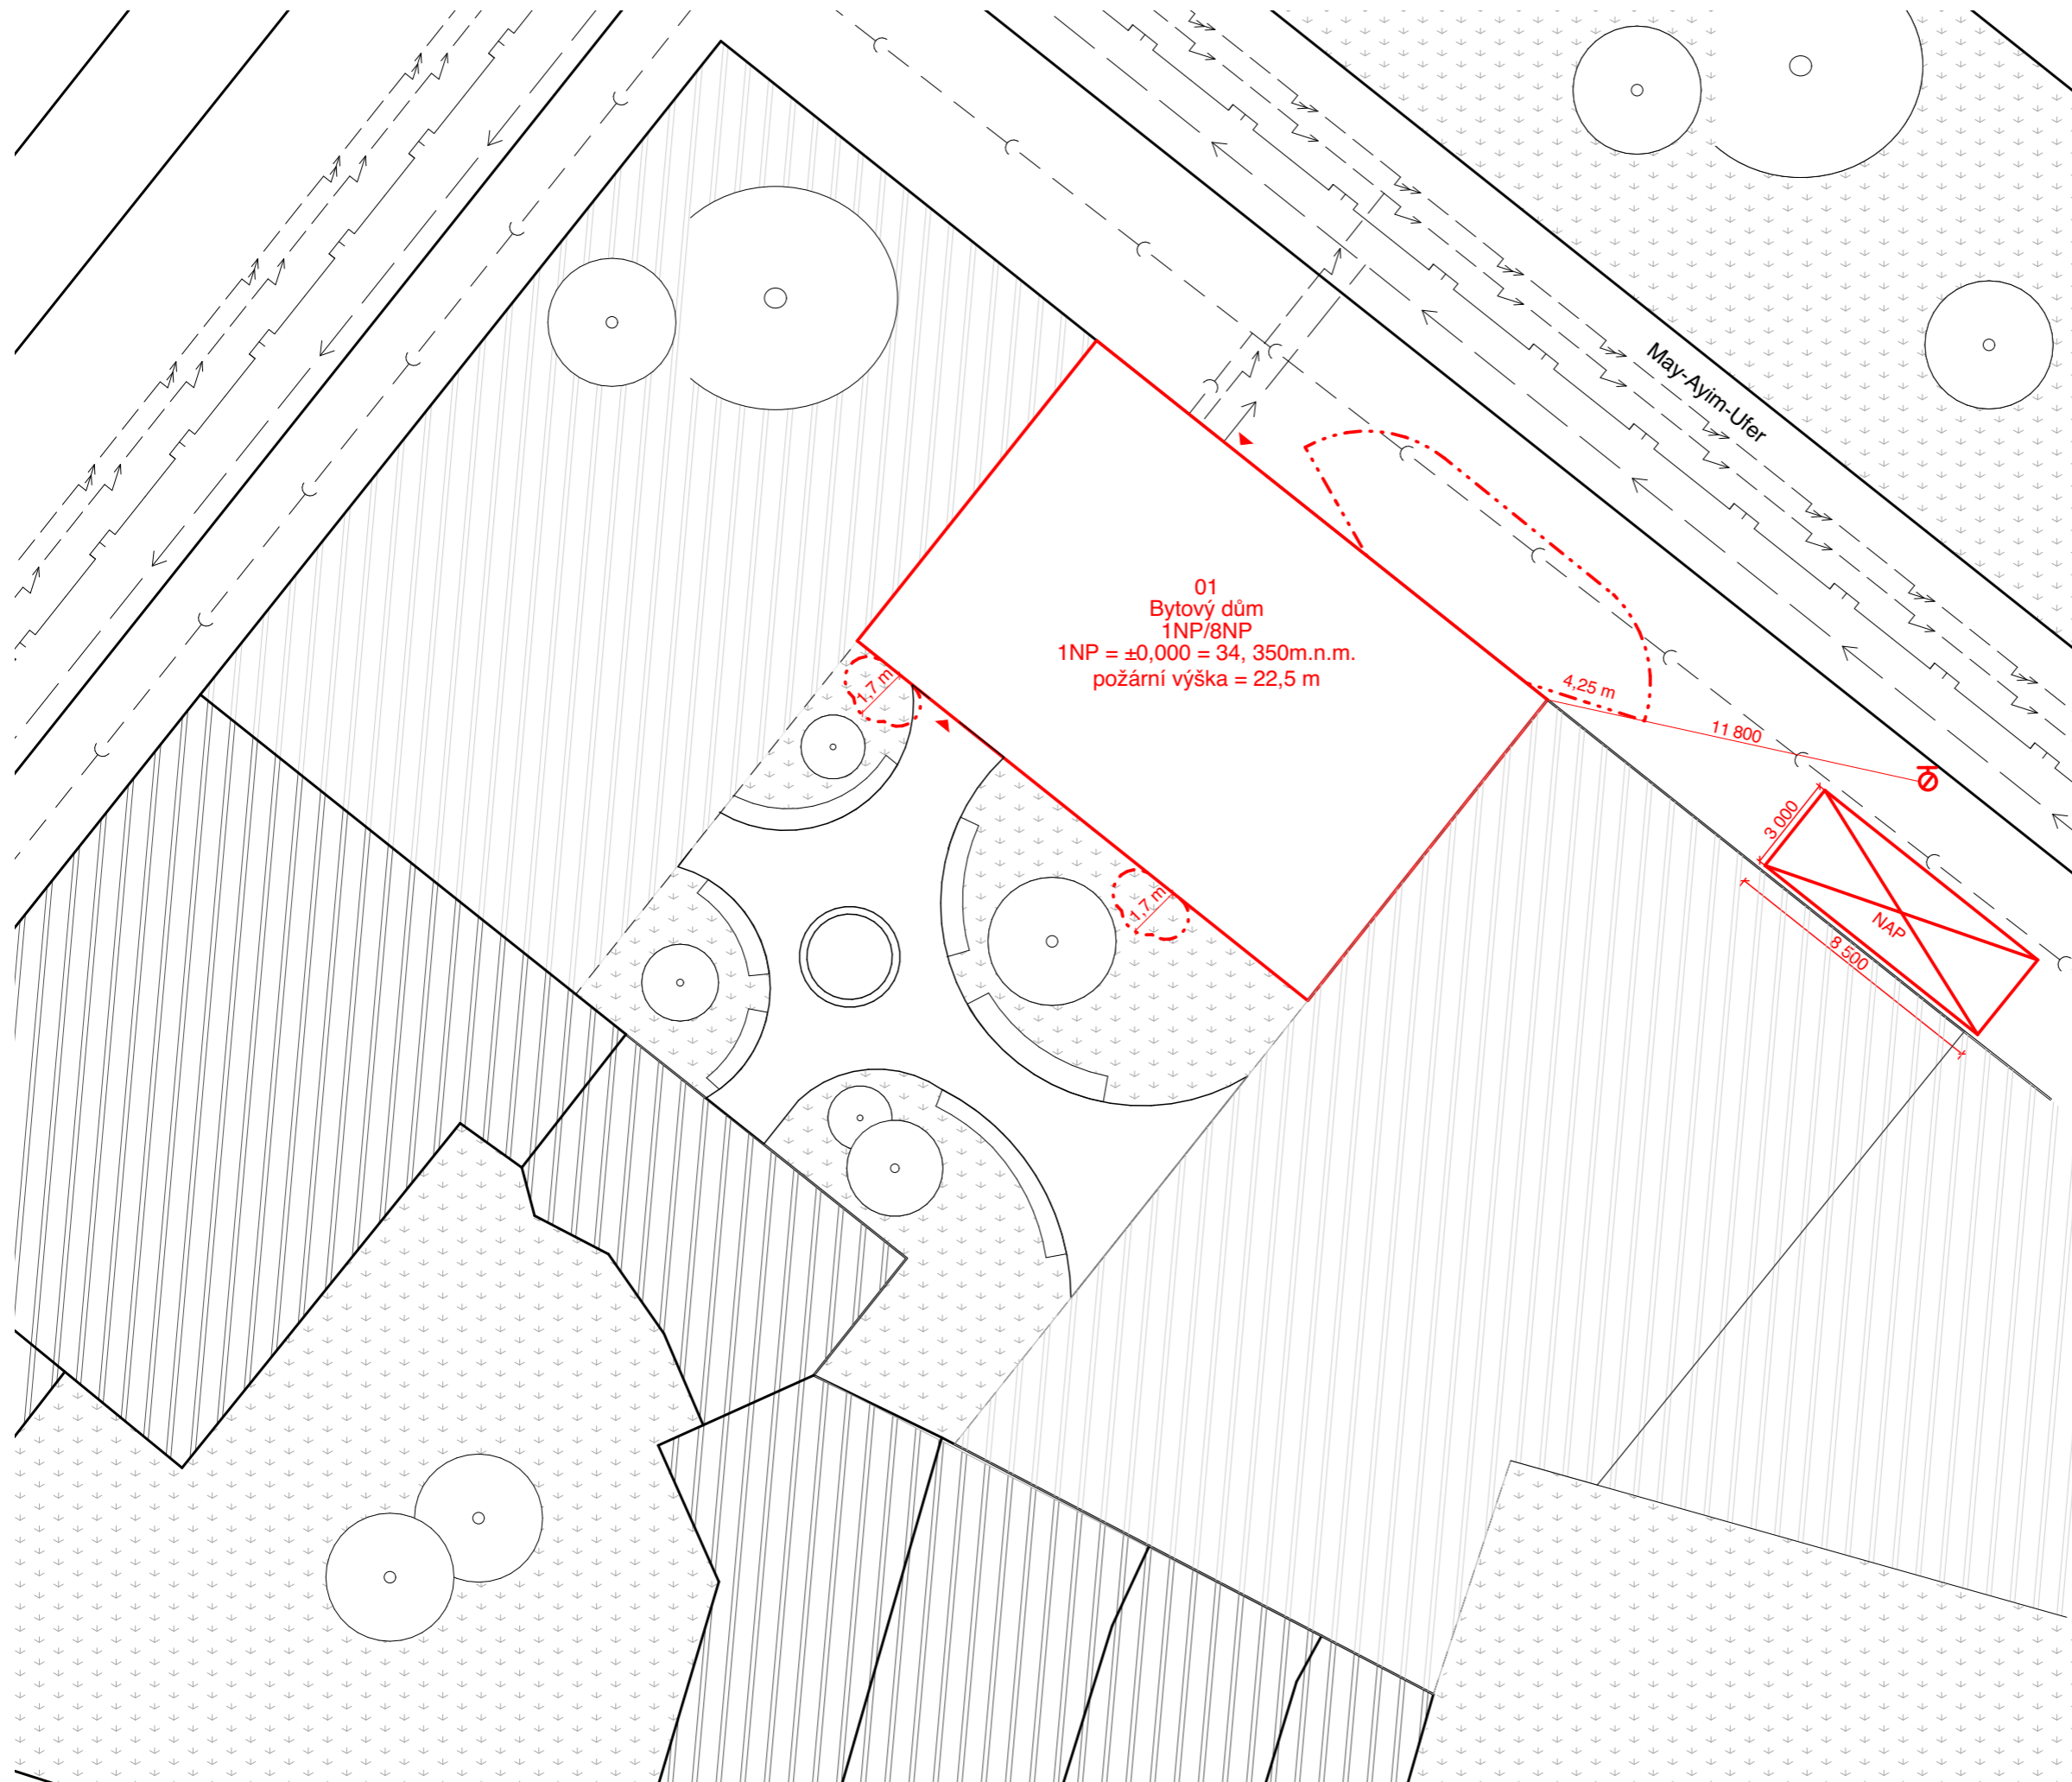 May-Ayim-Ufer
01
Bytový dům
1NP/8NP
1NP = ±0,000 = 34, 350m.n.m.
požární výška = 22,5 m
1,7 m
4,25 m
11 800
3 000
1,7 m
NAP
8 500